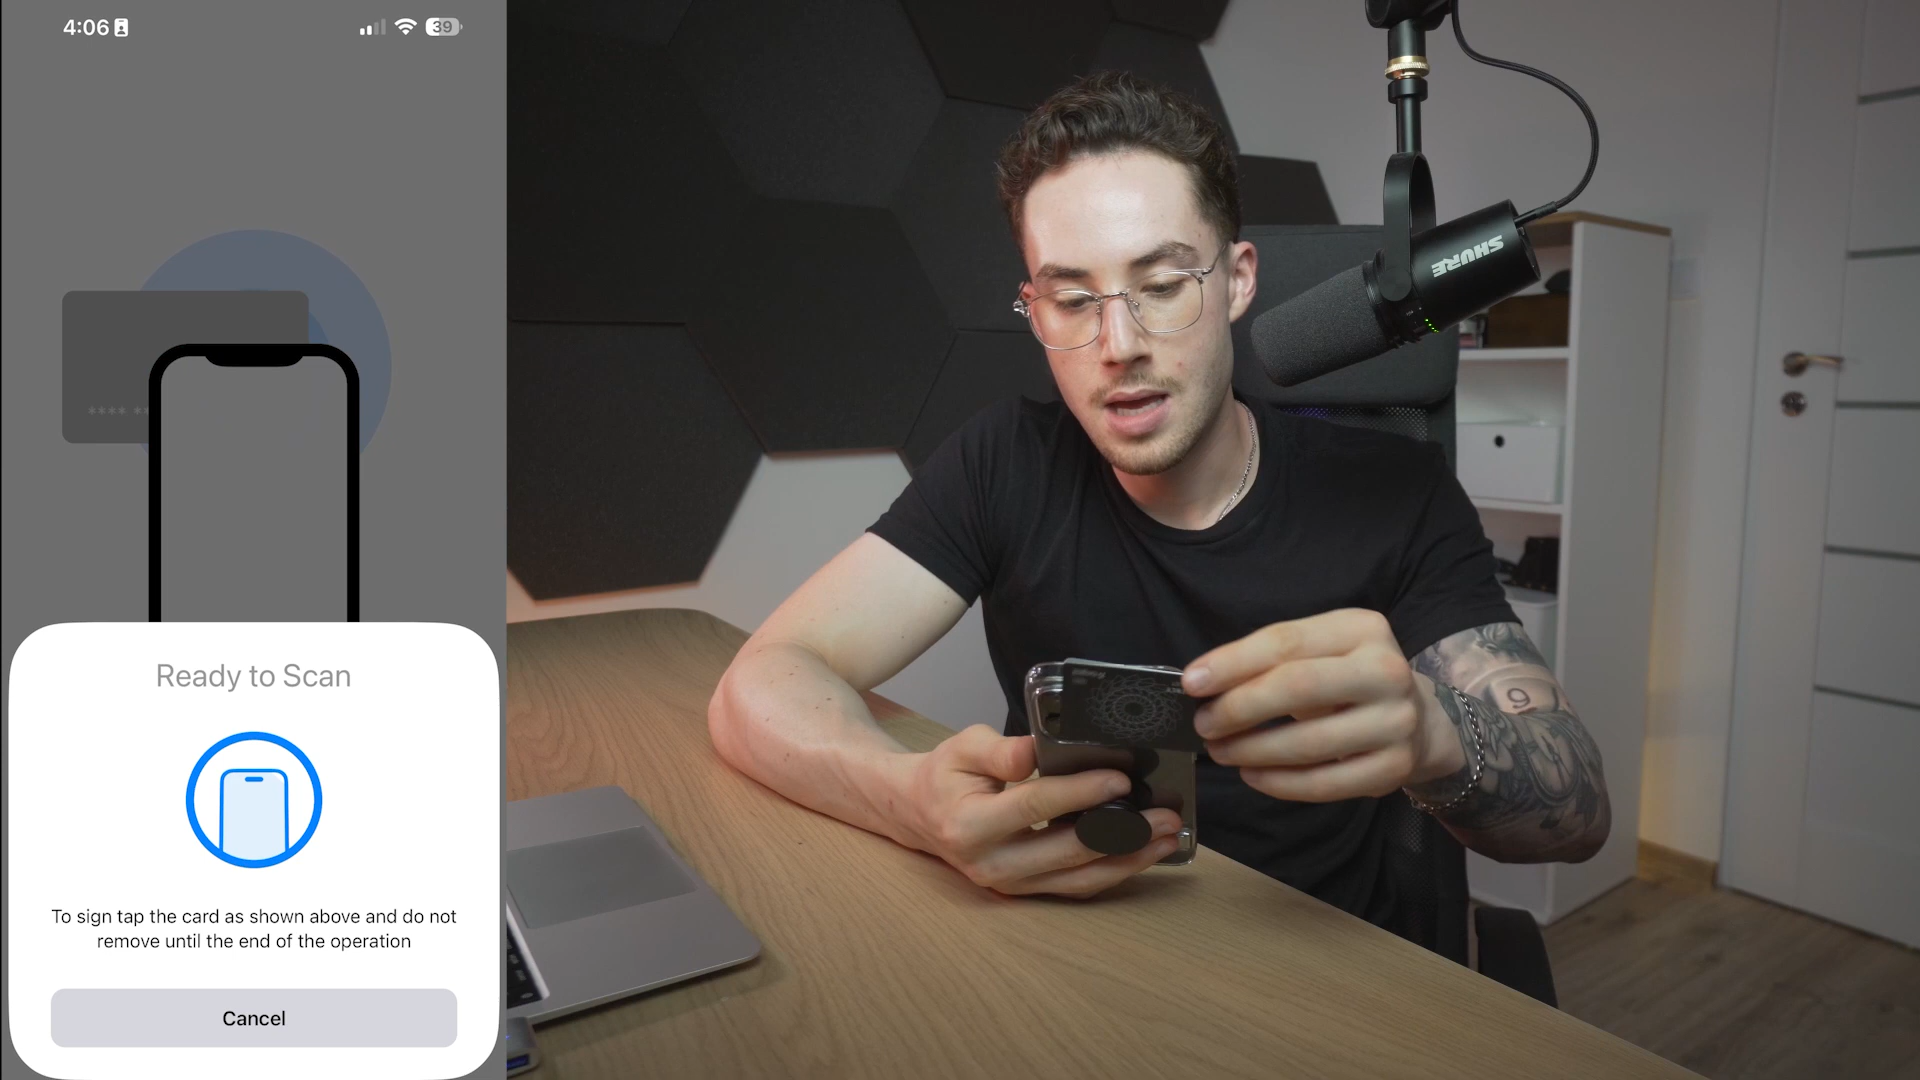 4:06
39
**** **
Ready to Scan
To sign tap the card as shown above and do not
remove until the end of the operation
Cancel
SHURE
9